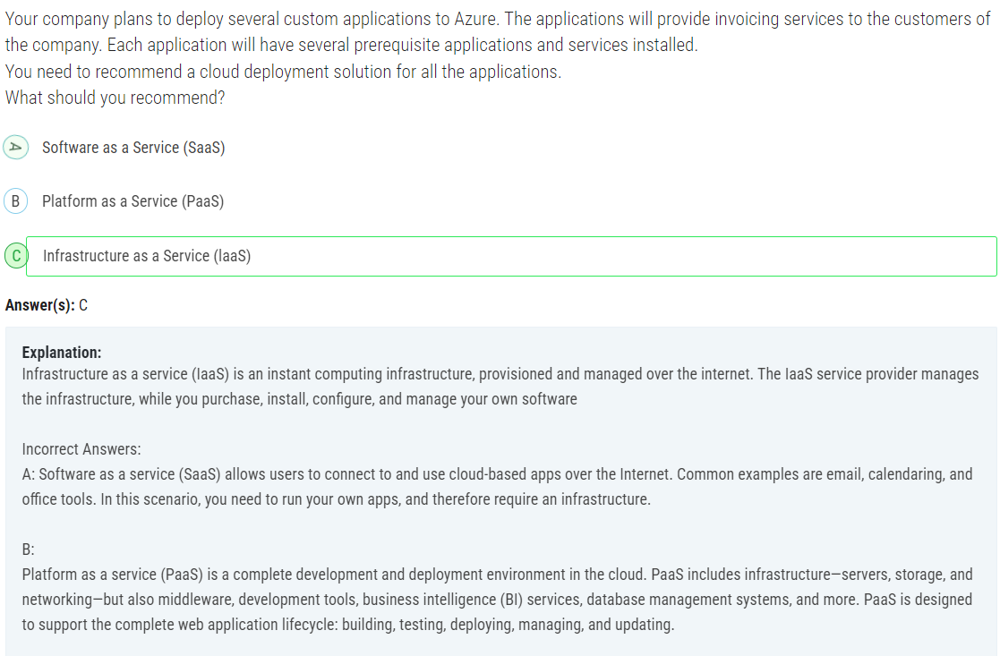 Your company plans to deploy several custom applications to Azure. The applications will provide invoicing services to the customers of
the company. Each application will have several prerequisite applications and services installed.
You need to recommend a cloud deployment solution for all the applications.
What should you recommend?
A Software as a Service (SaaS)
B Platform as a Service (PaaS)
C Infrastructure as a Service (IaaS)
Answer(s): C
Explanation:
Infrastructure as a service (IaaS) is an instant computing infrastructure, provisioned and managed over the internet. The IaaS service provider manages
the infrastructure, while you purchase, install, configure, and manage your own software
Incorrect Answers:
A: Software as a service (SaaS) allows users to connect to and use cloud-based apps over the Internet. Common examples are email, calendaring, and
office tools. In this scenario, you need to run your own apps, and therefore require an infrastructure.
B:
Platform as a service (PaaS) is a complete development and deployment environment in the cloud. PaaS includes infrastructure—servers, storage, and
networking—but also middleware, development tools, business intelligence (BI) services, database management systems, and more. PaaS is designed
to support the complete web application lifecycle: building, testing, deploying, managing, and updating.